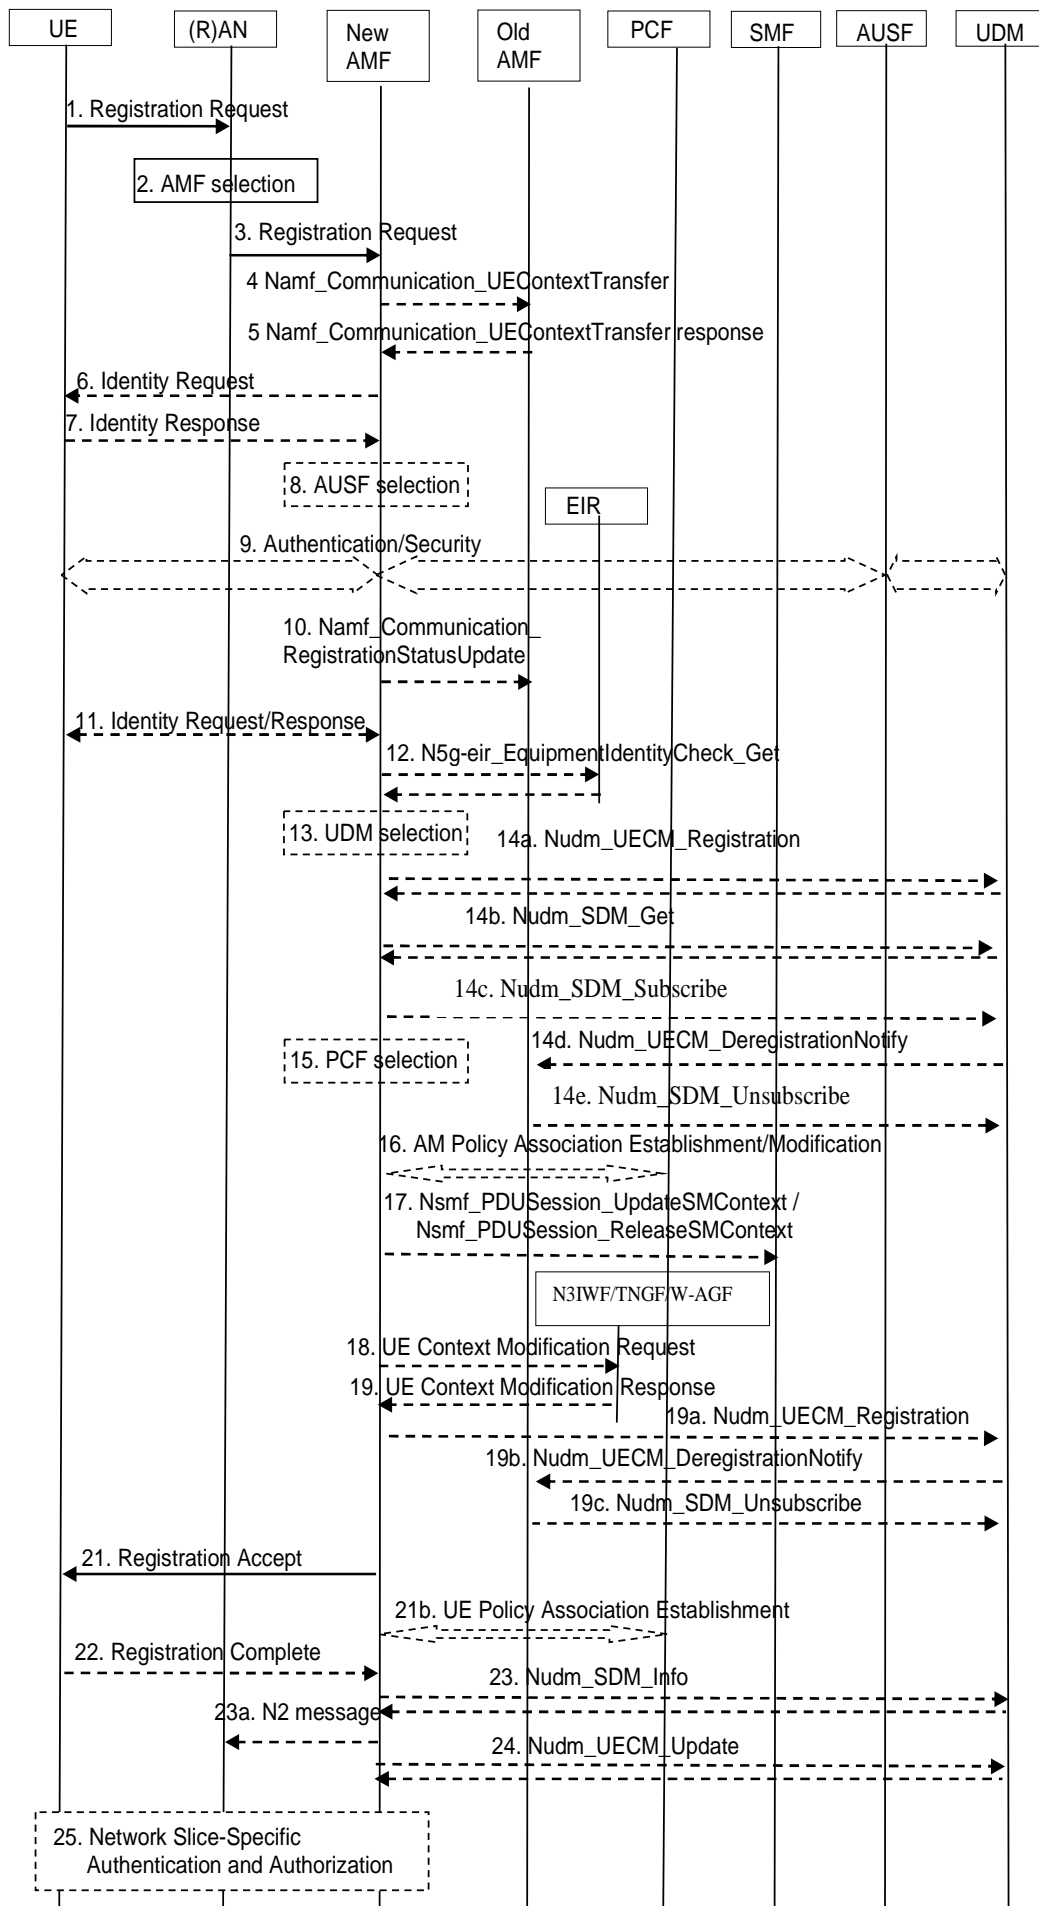 UE
(R)AN
New
AMF
Old
AMF
PCF
SMF
AUSF
UDM
1. Registration Request
2. AMF selection
3. Registration Request
4 Namf_Communication_UEContextTransfer
5 Namf_Communication_UEContextTransfer response
6. Identity Request
7. Identity Response
8. AUSF selection
EIR
9. Authentication/Security
10. Namf_Communication_
RegistrationStatusUpdate
11. Identity Request/Response
12. N5g-eir_EquipmentIdentityCheck_Get
13. UDM selection
14a. Nudm_UECM_Registration
14b. Nudm_SDM_Get
14c. Nudm_SDM_Subscribe
14d. Nudm_UECM_DeregistrationNotify
15. PCF selection
14e. Nudm_SDM_Unsubscribe
16. AM Policy Association Establishment/Modification
17. Nsmf_PDUSession_UpdateSMContext /
Nsmf_PDUSession_ReleaseSMContext
N3IWF/TNGF/W-AGF
18. UE Context Modification Request
19. UE Context Modification Response
19a. Nudm_UECM_Registration
19b. Nudm_UECM_DeregistrationNotify
19c. Nudm_SDM_Unsubscribe
21. Registration Accept
21b. UE Policy Association Establishment
22. Registration Complete
23. Nudm_SDM_Info
23a. N2 message
24. Nudm_UECM_Update
25. Network Slice-Specific
Authentication and Authorization